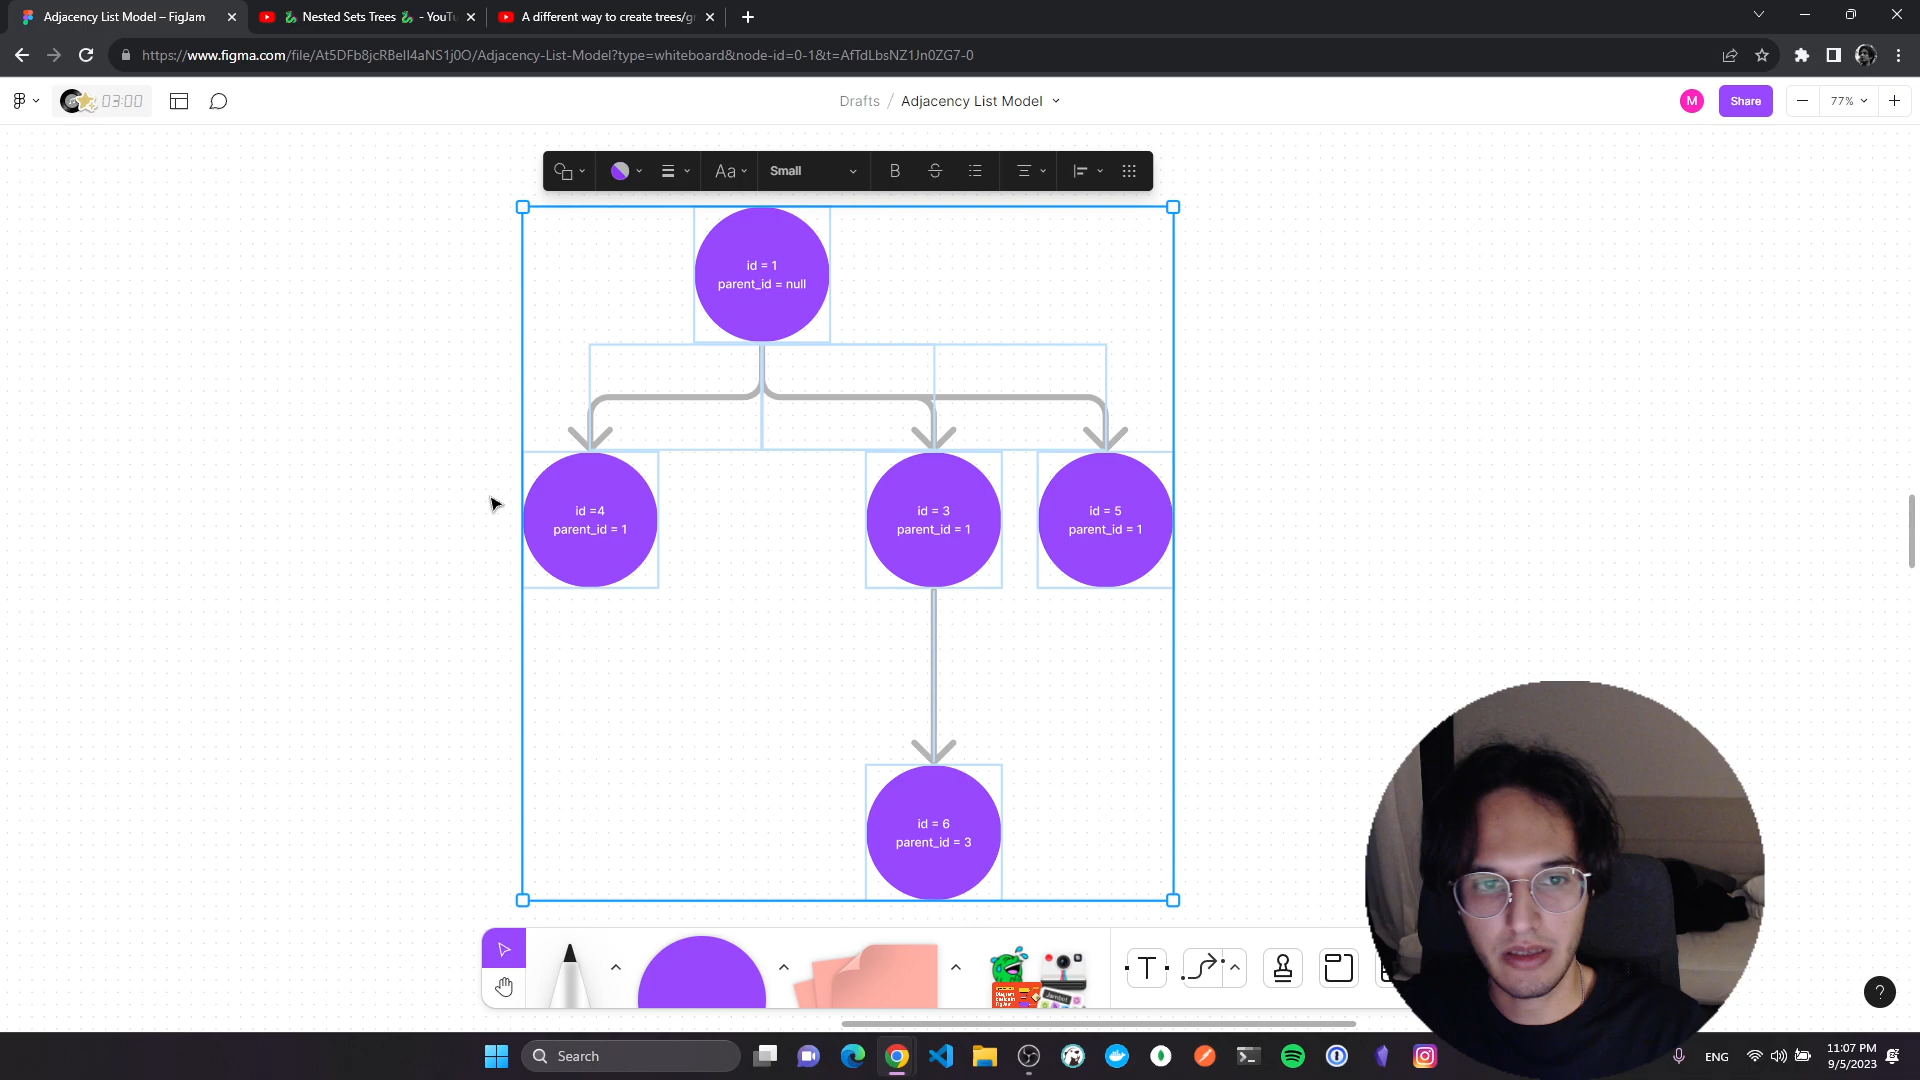 Adjacency List Model – FigJam
Nested Sets Trees
- YouTu
A different way to create trees/gr
https://www.figma.com/file/At5DFb8jcRBeIl4aNS1j0O/Adjacency-List-Model?type=whiteboard&node-id=0-1&t=AfTdLbsNZ1Jn0ZG7-0
03:00
Drafts / Adjacency List Model
M
Share
77%
Aa
Small
B
S
id = 1
parent_id = null
id =4
parent_id = 1
id = 3
parent_id = 1
id = 5
parent_id = 1
id = 6
parent_id = 3
T
?
Search
ENG
11:07 PM
9/5/2023